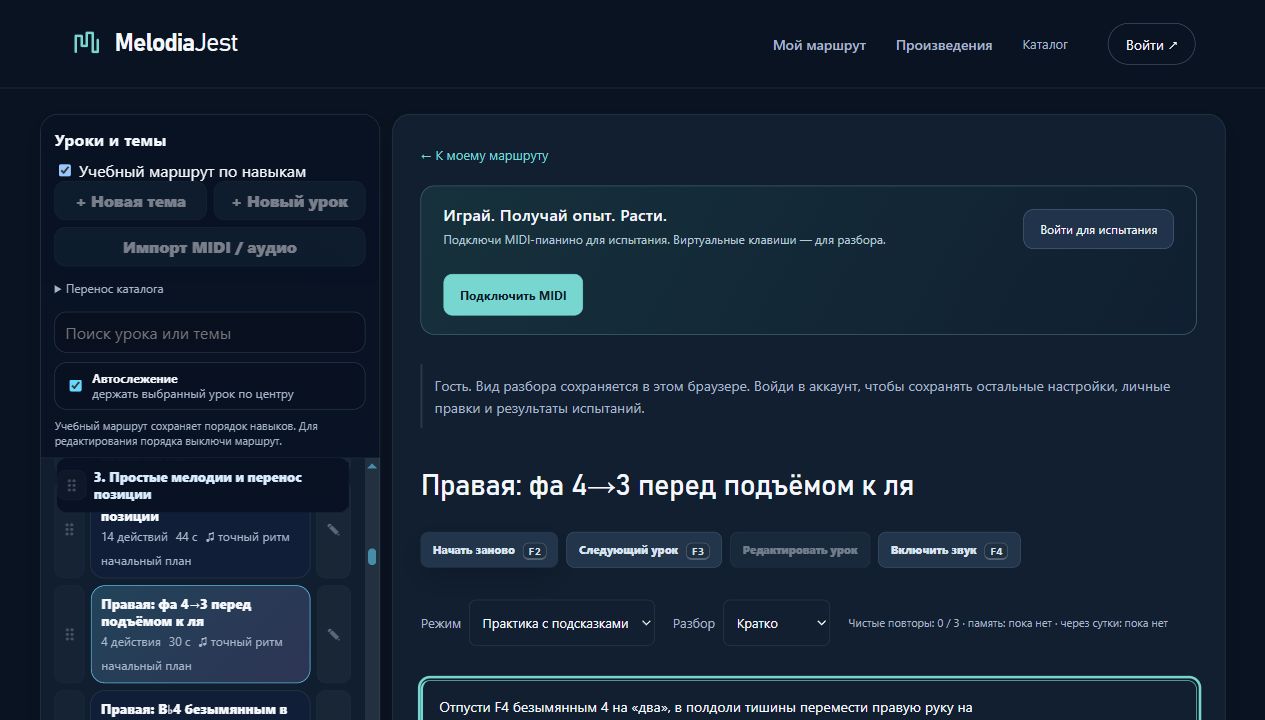 MelodiaJest
Мой маршрут
Произведения
Каталог
Войти ↗
Уроки и темы
Учебный маршрут по навыкам
+ Новая тема
+ Новый урок
Импорт MIDI / аудио
▶ Перенос каталога
Поиск урока или темы
Автослежение
держать выбранный урок по центру
Учебный маршрут сохраняет порядок навыков. Для
редактирования порядка выключи маршрут.
3. Простые мелодии и перенос
позиции
позиции
14 действий 44 с ♫ точный ритм
начальный план
Правая: фа 4→3 перед
подъёмом к ля
4 действия 30 с ♫ точный ритм
начальный план
Правая: B♭4 безымянным в
← К моему маршруту
Играй. Получай опыт. Расти.
Подключи MIDI-пианино для испытания. Виртуальные клавиши — для разбора.
Войти для испытания
Подключить MIDI
Гость. Вид разбора сохраняется в этом браузере. Войди в аккаунт, чтобы сохранять остальные настройки, личные
правки и результаты испытаний.
Правая: фа 4→3 перед подъёмом к ля
Начать заново F2
Следующий урок F3
Редактировать урок
Включить звук F4
Режим
Практика с подсказками
Разбор
Кратко
Чистые повторы: 0 / 3 · память: пока нет · через сутки: пока нет
Отпусти F4 безымянным 4 на «два», в полдоли тишины перемести правую руку на